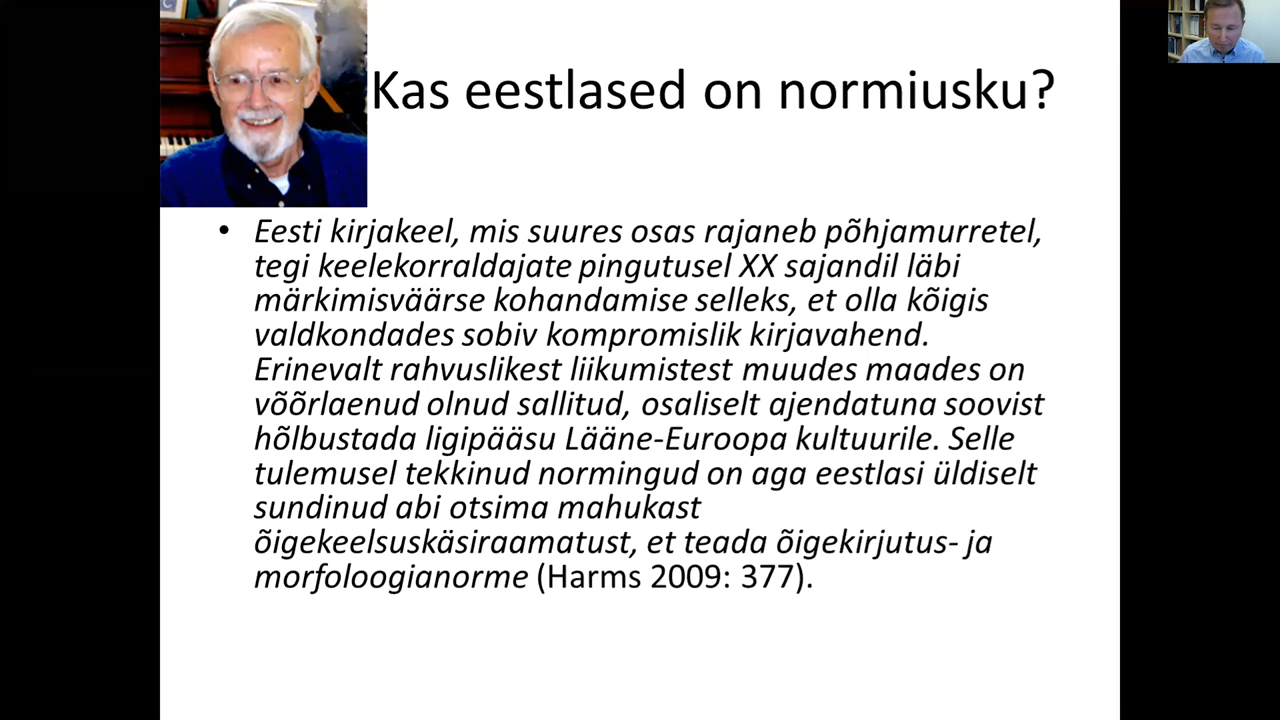 Kas eestlased on normiusku?
• Eesti kirjakeel, mis suures osas rajaneb põhjamurretel,
tegi keelekorraldajate pingutusel XX sajandil läbi
märkimisväärse kohandamise selleks, et olla kõigis
valdkondades sobiv kompromislik kirjavahend.
Erinevalt rahvuslikest liikumistest muudes maades on
võõrlaenud olnud sallitud, osaliselt ajendatuna soovist
hõlbustada ligipääsu Lääne-Euroopa kultuurile. Selle
tulemusel tekkinud normingud on aga eestlasi üldiselt
sundinud abi otsima mahukast
õigekeelsuskäsiraamatust, et teada õigekirjutus- ja
morfoloogianorme (Harms 2009: 377).